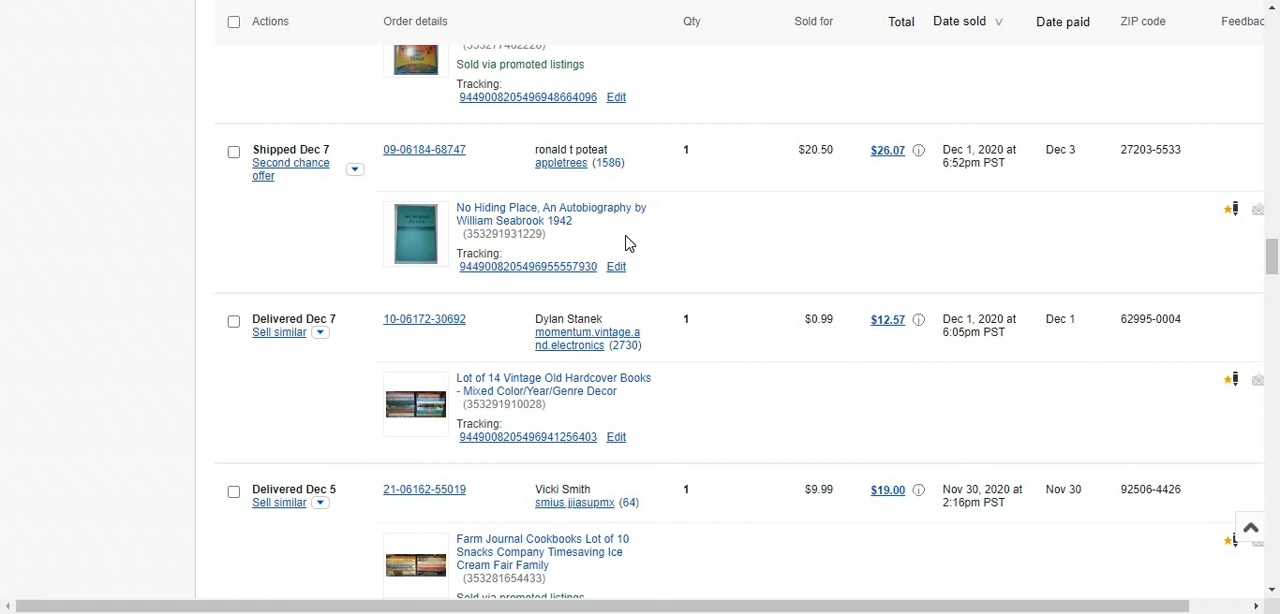 Actions Order details Qty Sold for Total Date sold Date paid ZIP code
Sold via promoted listings
Tracking:
9449008205496948664096 Edit
Shipped Dec 7 09-06184-68747 ronald t poteat 1 $20.50 $26.07 Dec 1, 2020 at Dec 3 27203-5533
Second chance appletrees (1586) 6:52pm PST
offer
No Hiding Place, An Autobiography by
William Seabrook 1942
(353291931229)
Tracking:
9449008205496955557930 Edit
Delivered Dec 7 10-06172-30692 Dylan Stanek 1 $0.99 $12.57 Dec 1, 2020 at Dec 1 62995-0004
Sell similar momentum.vintage.a 6:05pm PST
nd.electronics (2730)
Lot of 14 Vintage Old Hardcover Books
- Mixed Color/Year/Genre Decor
(353291910028)
Tracking:
9449008205496941256403 Edit
Delivered Dec 5 21-06162-55019 Vicki Smith 1 $9.99 $19.00 Nov 30, 2020 at Nov 30 92506-4426
Sell similar smius.jjiasupmx (64) 2:16pm PST
Farm Journal Cookbooks Lot of 10
Snacks Company Timesaving Ice
Cream Fair Family
(353281654433)
Sold via promoted listings